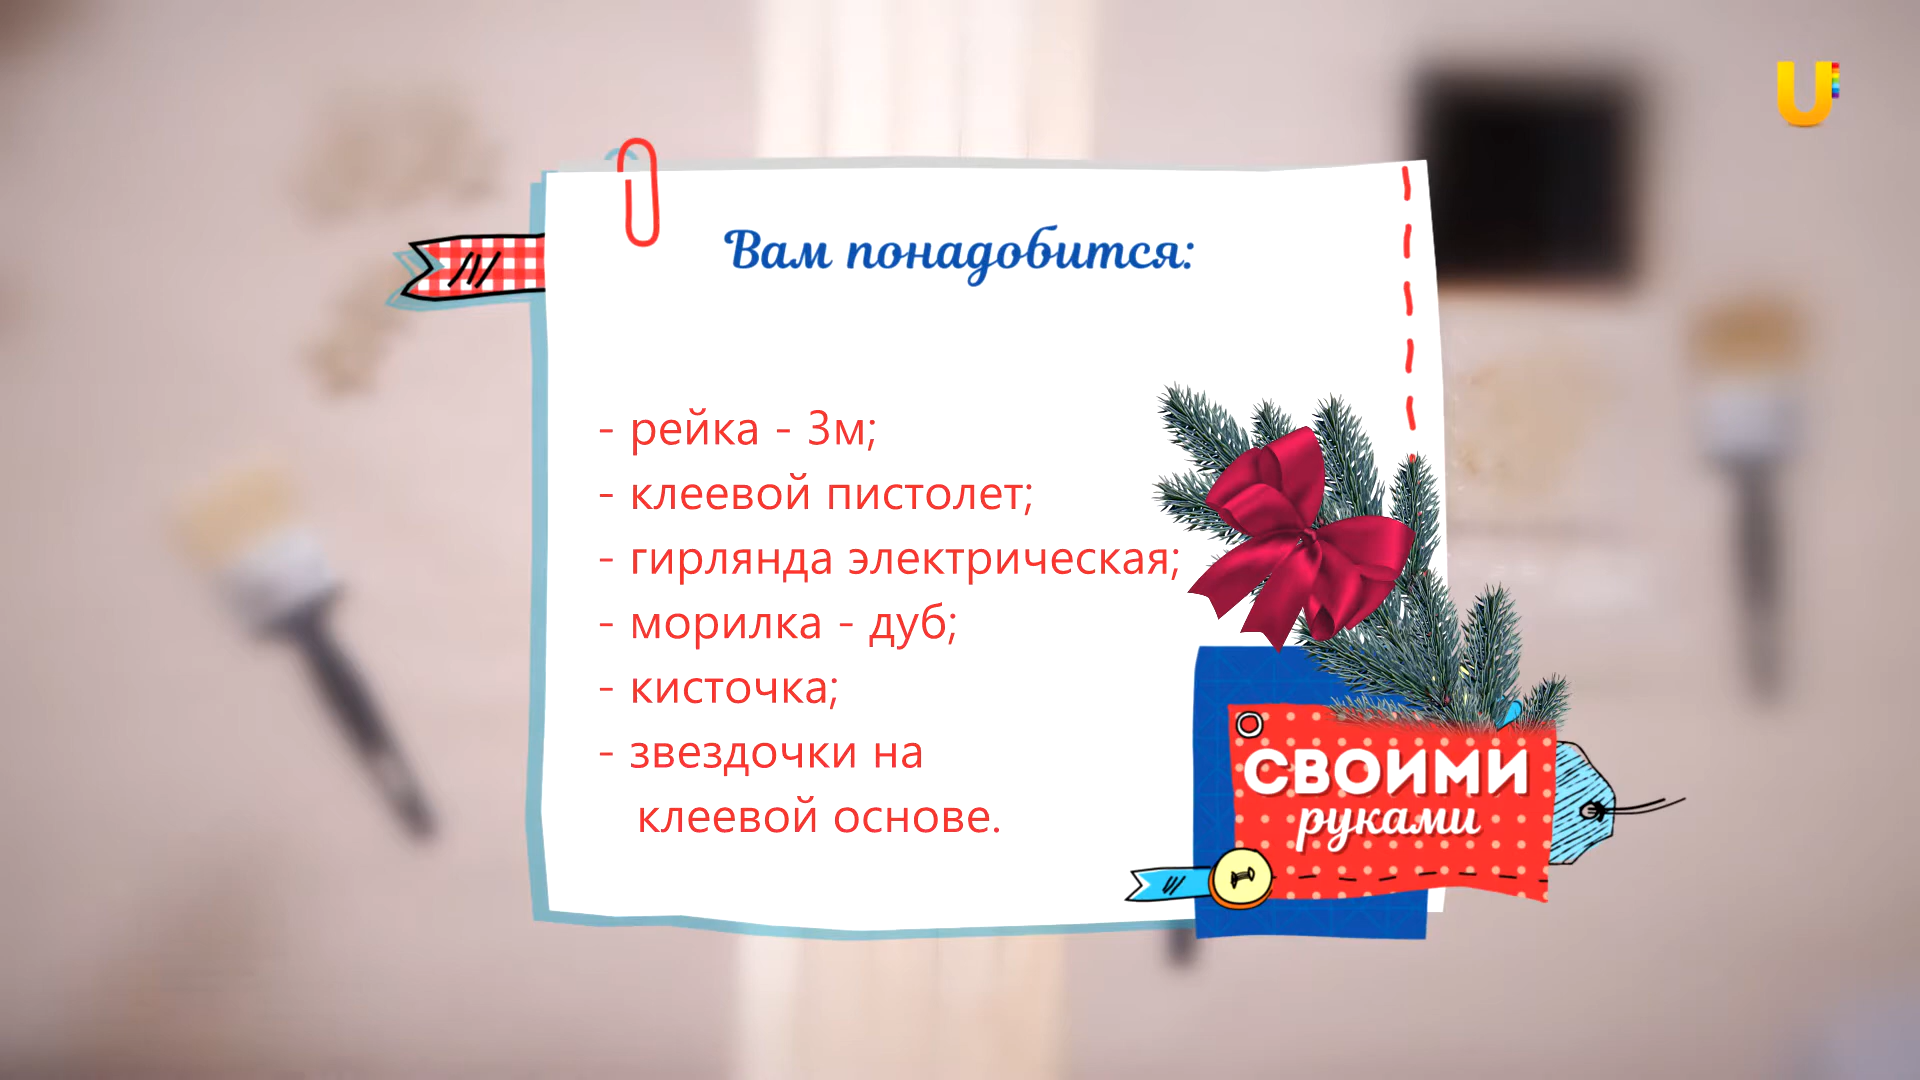 U
Вам понадобится:
- рейка - 3м;
- клеевой пистолет;
- гирлянда электрическая;
- морилка - дуб;
- кисточка;
- звездочки на
клеевой основе.
СВОИМИ
руками